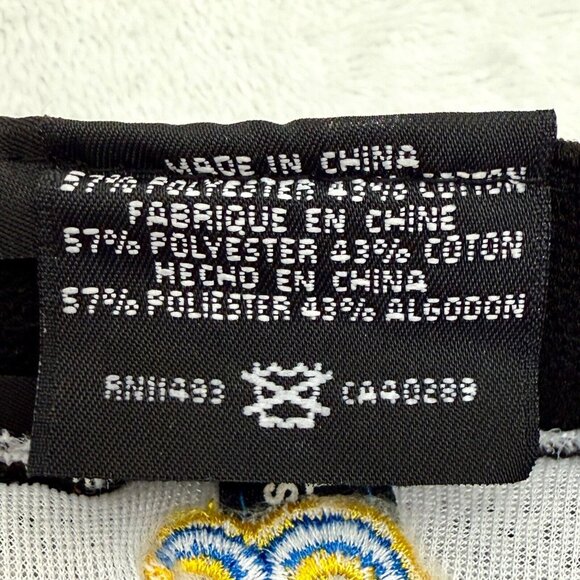 MADE IN CHINA
57% POLYESTER 43% COTTON
FABRIQUE EN CHINE
57% POLYESTER 43% COTON
HECHO EN CHINA
57% POLIESTER 43% ALGODON
RN11493 CA40289